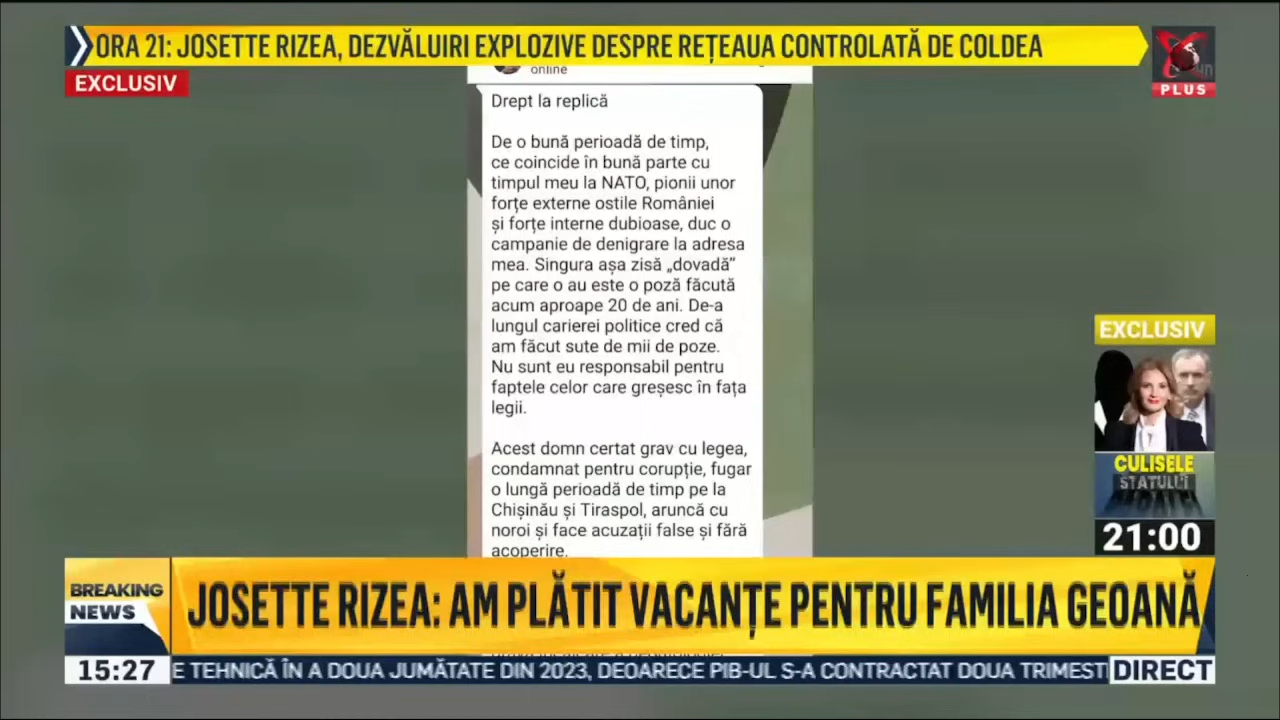 ORA 21: JOSETTE RIZEA, DEZVĂLUIRI EXPLOZIVE DESPRE REȚEAUA CONTROLATĂ DE COLDEA
EXCLUSIV
PLUS
online
Drept la replică
De o bună perioadă de timp,
ce coincide în bună parte cu
timpul meu la NATO, pionii unor
forțe externe ostile României
și forțe interne dubioase, duc o
campanie de denigrare la adresa
mea. Singura așa zisă „dovadă”
pe care o au este o poză făcută
acum aproape 20 de ani. De-a
lungul carierei politice cred că
am făcut sute de mii de poze.
Nu sunt eu responsabil pentru
faptele celor care greșesc în fața
legii.
Acest domn certat grav cu legea,
condamnat pentru corupție, fugar
o lungă perioadă de timp pe la
Chișinău și Tiraspol, aruncă cu
noroi și face acuzații false și fără
acoperire.
EXCLUSIV
CULISELE
STATULUI
21:00
BREAKING
NEWS
JOSETTE RIZEA: AM PLĂTIT VACANȚE PENTRU FAMILIA GEOANĂ
15:27
E TEHNICĂ ÎN A DOUA JUMĂTATE DIN 2023, DEOARECE PIB-UL S-A CONTRACTAT DOUA TRIMESTI
DIRECT